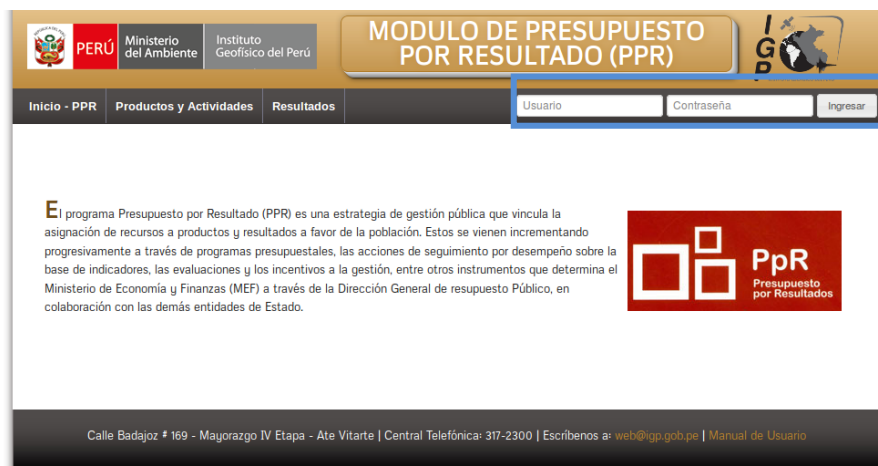 PERÚ
Ministerio
del Ambiente
Instituto
Geofísico del Perú
MODULO DE PRESUPUESTO
POR RESULTADO (PPR)
IGP
Inicio - PPR Productos y Actividades Resultados Usuario Contraseña Ingresar
El programa Presupuesto por Resultado (PPR) es una estrategia de gestión pública que vincula la
asignación de recursos a productos y resultados a favor de la población. Estos se vienen incrementando
progresivamente a través de programas presupuestales, las acciones de seguimiento por desempeño sobre la
base de indicadores, las evaluaciones y los incentivos a la gestión, entre otros instrumentos que determina el
Ministerio de Economía y Finanzas (MEF) a través de la Dirección General de resupuesto Público, en
colaboración con las demás entidades de Estado.
PpR
Presupuesto
por Resultados
Calle Badajoz # 169 - Mayorazgo IV Etapa - Ate Vitarte | Central Telefónica: 317-2300 | Escríbenos a: web@igp.gob.pe | Manual de Usuario